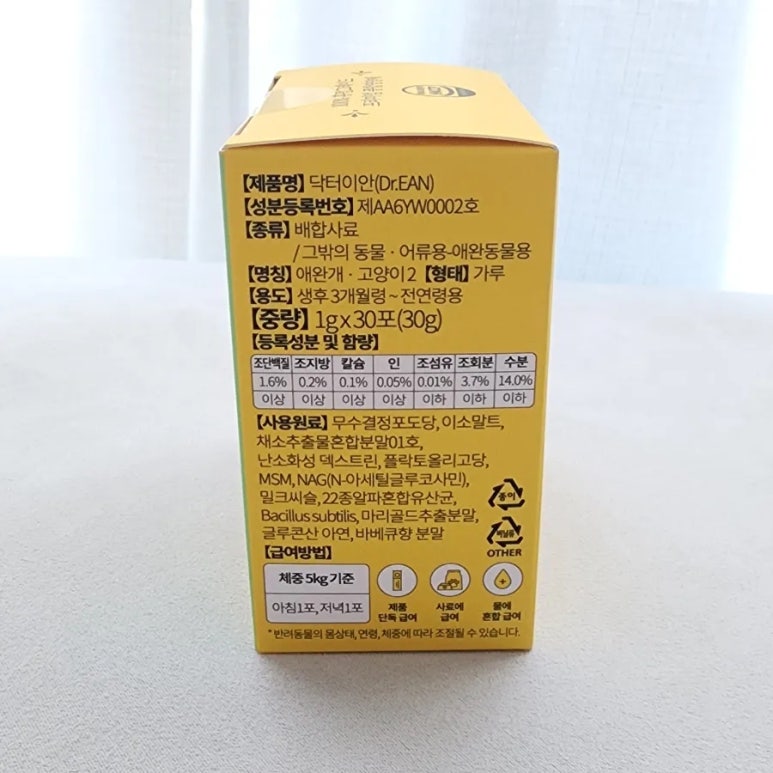 【제품명】 닥터이안(Dr.EAN)
【성분등록번호】 제AA6YW0002호
【종류】 배합사료
/ 그밖의 동물 · 어류용-애완동물용
【명칭】 애완개 · 고양이 2 【형태】 가루
【용도】 생후 3개월령 ~ 전연령용
【중량】 1g x 30포(30g)
【등록성분 및 함량】
조단백질 조지방 칼슘 인 조섬유 조회분 수분
1.6% 0.2% 0.1% 0.05% 0.01% 3.7% 14.0%
이상 이상 이상 이상 이하 이하 이하
【사용원료】 무수결정포도당, 이소말트,
채소추출물혼합분말01호,
난소화성 덱스트린, 플락토올리고당,
MSM, NAG(N-아세틸글루코사민),
밀크씨슬, 22종알파혼합유산균,
Bacillus subtilis, 마리골드추출분말,
글루콘산 아연, 바베큐향 분말
종이
비닐류
OTHER
【급여방법】
체중 5kg 기준
아침1포, 저녁1포
제품 단독 급여
사료에 급여
물에 혼합 급여
* 반려동물의 몸상태, 연령, 체중에 따라 조절될 수 있습니다.